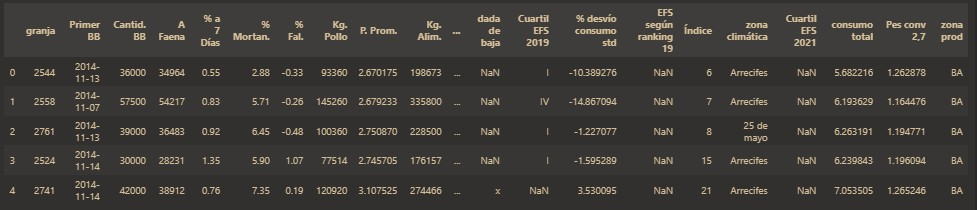 granja Primer BB Cantid. BB A Faena % a 7 Días % Mortan. % Fal. Kg. Pollo P. Prom. Kg. Alim. ... dada de baja Cuartil EFS 2019 % desvío consumo std EFS según ranking 19 Índice zona climática Cuartil EFS 2021 consumo total Pes conv 2,7 zona prod
0 2544 2014-11-13 36000 34964 0.55 2.88 -0.33 93360 2.670175 198673 ... NaN I -10.389276 NaN 6 Arrecifes NaN 5.682216 1.262878 BA
1 2558 2014-11-07 57500 54217 0.83 5.71 -0.26 145260 2.679233 335800 ... NaN IV -14.867094 NaN 7 Arrecifes NaN 6.193629 1.164476 BA
2 2761 2014-11-13 39000 36483 0.92 6.45 -0.48 100360 2.750870 228500 ... NaN I -1.227077 NaN 8 25 de mayo NaN 6.263191 1.194771 BA
3 2524 2014-11-14 30000 28231 1.35 5.90 1.07 77514 2.745705 176157 ... NaN I -1.595289 NaN 15 Arrecifes NaN 6.239843 1.196094 BA
4 2741 2014-11-14 42000 38912 0.76 7.35 0.19 120920 3.107525 274466 ... x NaN 3.530095 NaN 21 Arrecifes NaN 7.053505 1.265246 BA